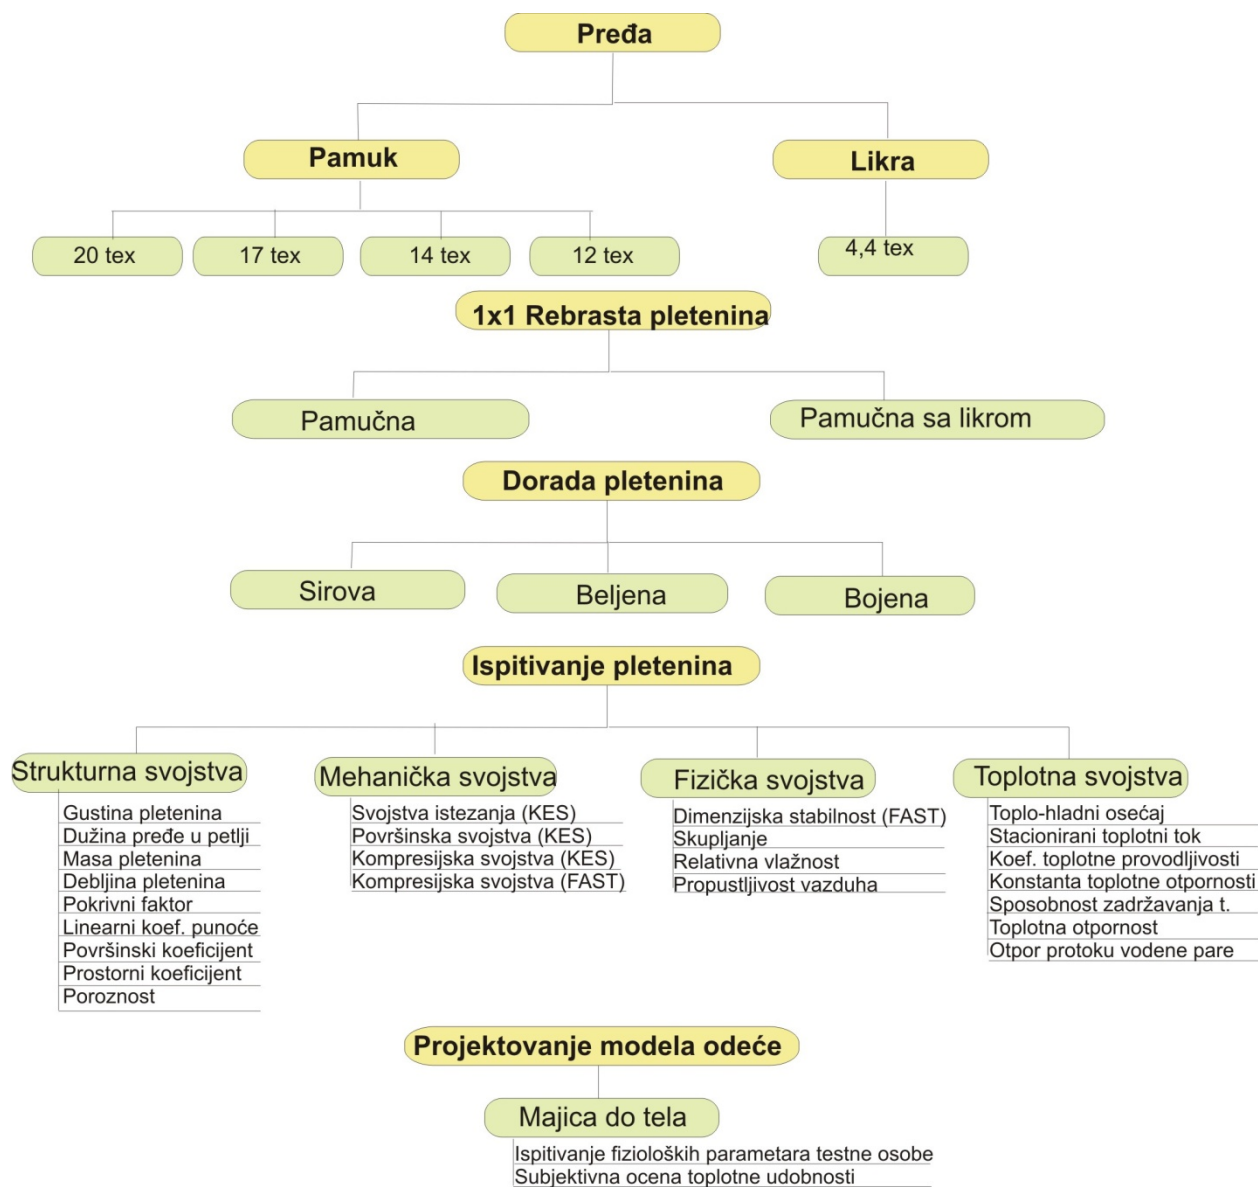 Pređa
Pamuk
Likra
20 tex
17 tex
14 tex
12 tex
4,4 tex
1x1 Rebrasta pletenina
Pamučna
Pamučna sa likrom
Dorada pletenina
Sirova
Beljena
Bojena
Ispitivanje pletenina
Strukturna svojstva
Gustina pletenina
Dužina pređe u petlji
Masa pletenina
Debljina pletenina
Pokrivni faktor
Linearni koef. punoće
Površinski koeficijent
Prostorni koeficijent
Poroznost
Mehanička svojstva
Svojstva istezanja (KES)
Površinska svojstva (KES)
Kompresijska svojstva (KES)
Kompresijska svojstva (FAST)
Fizička svojstva
Dimenzijska stabilnost (FAST)
Skupljanje
Relativna vlažnost
Propustljivost vazduha
Toplotna svojstva
Toplo-hladni osećaj
Stacionirani toplotni tok
Koef. toplotne provodljivosti
Konstanta toplotne otpornosti
Sposobnost zadržavanja t.
Toplotna otpornost
Otpor protoku vodene pare
Projektovanje modela odeće
Majica do tela
Ispitivanje fizioloških parametara testne osobe
Subjektivna ocena toplotne udobnosti